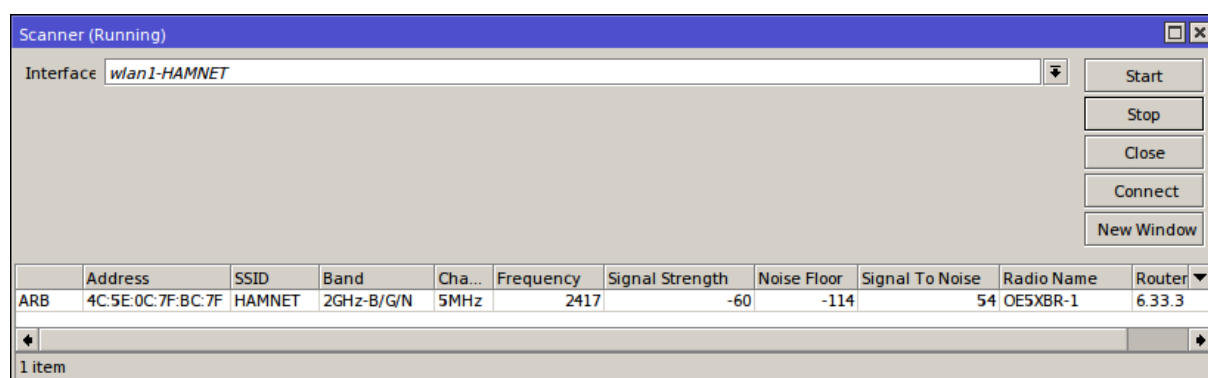 Scanner (Running)
Interface wlan1-HAMNET
Start
Stop
Close
Connect
New Window
Address SSID Band Cha... Frequency Signal Strength Noise Floor Signal To Noise Radio Name Router
ARB 4C:5E:0C:7F:BC:7F HAMNET 2GHz-B/G/N 5MHz 2417 -60 -114 54 OE5XBR-1 6.33.3
1 item